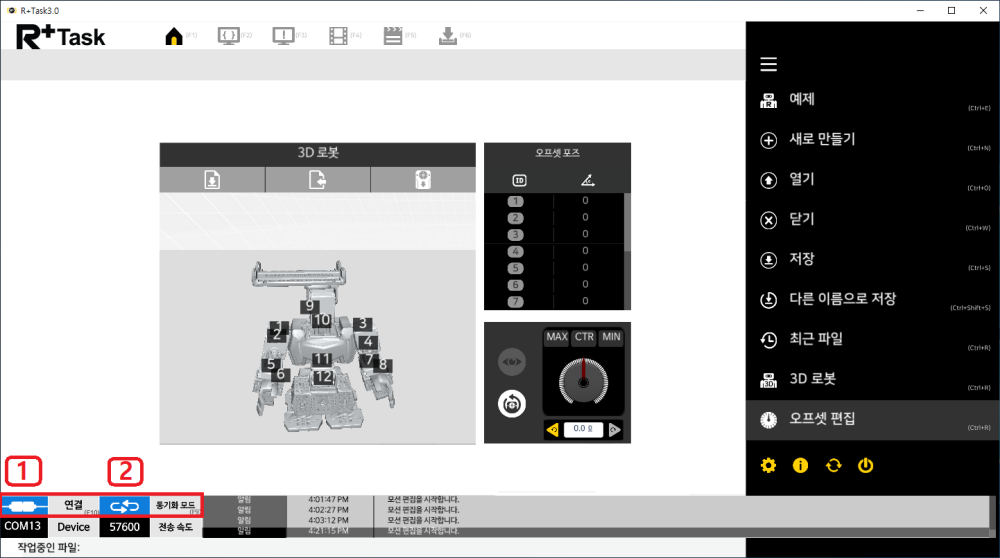 R+Task3.0
R+Task
(F1)
(F2)
(F3)
(F4)
(F5)
(F6)
3D 로봇
9
10
1
2
3
4
11
5
6
7
8
12
오프셋 포즈
ID
1 0
2 0
3 0
4 0
5 0
6 0
7 0
MAX CTR MIN
0.0 º
예제 (Ctrl+E)
새로 만들기 (Ctrl+N)
열기 (Ctrl+O)
닫기 (Ctrl+W)
저장 (Ctrl+S)
다른 이름으로 저장 (Ctrl+Shift+S)
최근 파일 (Ctrl+R)
3D 로봇 (Ctrl+R)
오프셋 편집 (Ctrl+R)
1
2
연결 (F10)
동기화 모드
COM13 Device 57600 전송 속도
알림 4:01:47 PM 모션 편집을 시작합니다.
알림 4:02:27 PM 모션 편집을 시작합니다.
알림 4:03:12 PM 모션 편집을 시작합니다.
알림 4:21:15 PM 모션 편집을 시작합니다.
작업중인 파일: